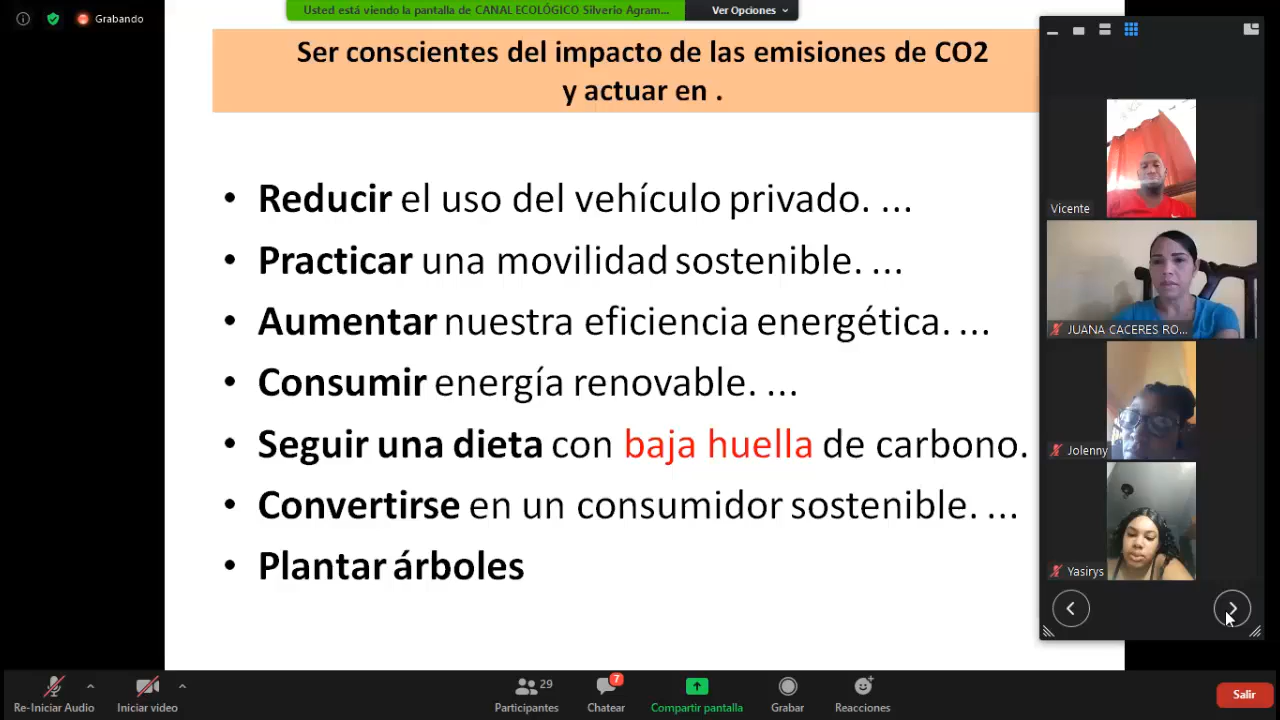 Grabando
Usted está viendo la pantalla de CANAL ECOLÓGICO Silverio Agram...
Ver Opciones
Ser conscientes del impacto de las emisiones de CO2
y actuar en .
• Reducir el uso del vehículo privado. ...
• Practicar una movilidad sostenible. ...
• Aumentar nuestra eficiencia energética. ...
• Consumir energía renovable. ...
• Seguir una dieta con baja huella de carbono.
• Convertirse en un consumidor sostenible. ...
• Plantar árboles
Vicente
JUANA CACERES RO...
Jolenny
Yasirys
Re-Iniciar Audio
Iniciar video
29
Participantes
7
Chatear
Compartir pantalla
Grabar
Reacciones
Salir